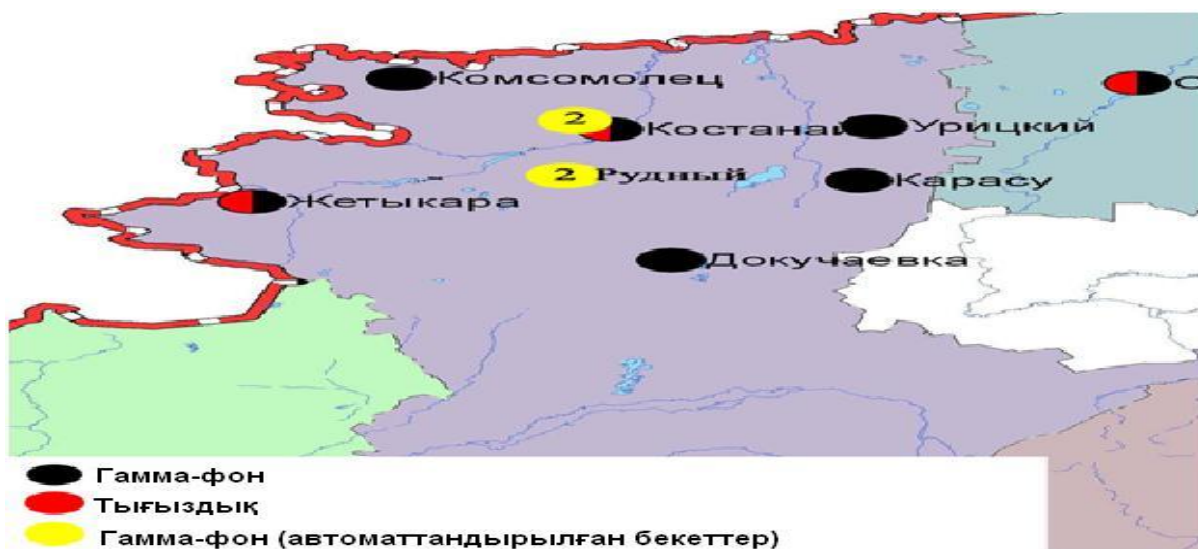 Комсомолец
2
Костанай
Урицкий
2 Рудный
Карасу
Жетыкара
Докучаевка
Гамма-фон
Тығыздық
Гамма-фон (автоматтандырылған бекеттер)